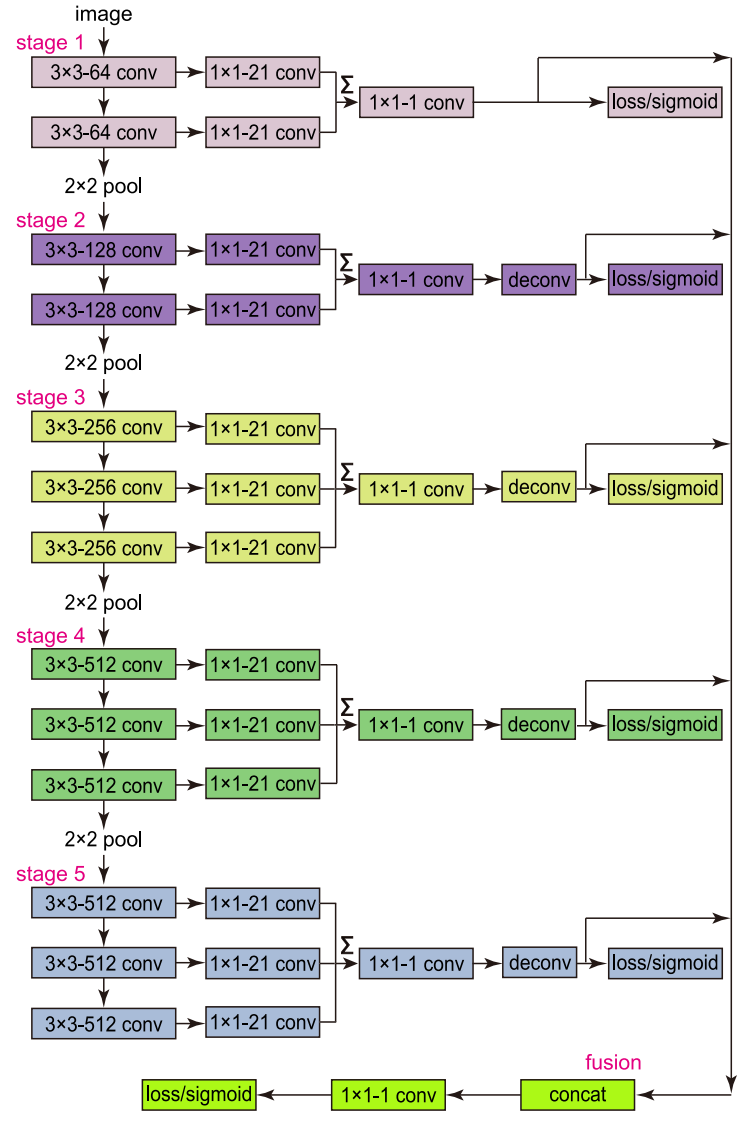 image
stage 1
3×3-64 conv 1×1-21 conv
Σ
1×1-1 conv loss/sigmoid
3×3-64 conv 1×1-21 conv
2×2 pool
stage 2
3×3-128 conv 1×1-21 conv
Σ
1×1-1 conv deconv loss/sigmoid
3×3-128 conv 1×1-21 conv
2×2 pool
stage 3
3×3-256 conv 1×1-21 conv
Σ
3×3-256 conv 1×1-21 conv 1×1-1 conv deconv loss/sigmoid
3×3-256 conv 1×1-21 conv
2×2 pool
stage 4
3×3-512 conv 1×1-21 conv
Σ
3×3-512 conv 1×1-21 conv 1×1-1 conv deconv loss/sigmoid
3×3-512 conv 1×1-21 conv
2×2 pool
stage 5
3×3-512 conv 1×1-21 conv
Σ
3×3-512 conv 1×1-21 conv 1×1-1 conv deconv loss/sigmoid
3×3-512 conv 1×1-21 conv
fusion
loss/sigmoid 1×1-1 conv concat